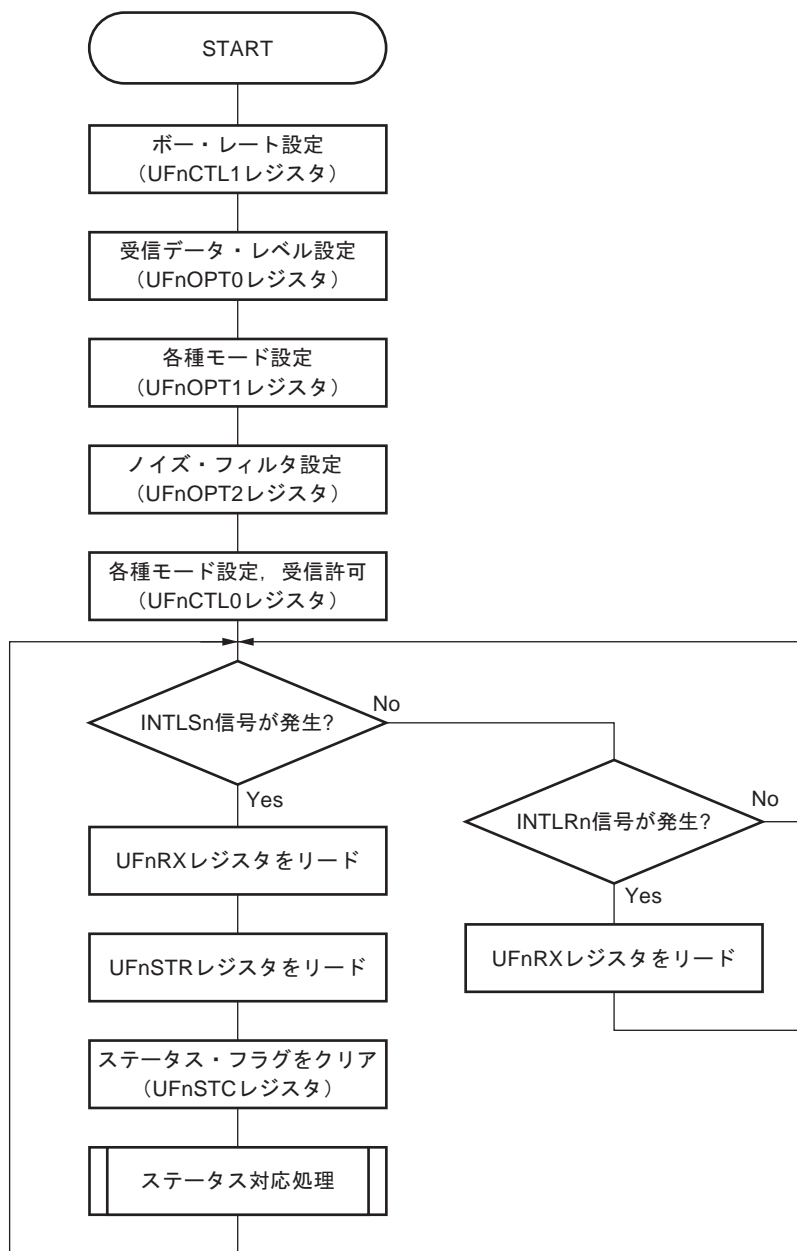 START
ボー・レート設定
（UFnCTL1レジスタ）
受信データ・レベル設定
（UFnOPT0レジスタ）
各種モード設定
（UFnOPT1レジスタ）
ノイズ・フィルタ設定
（UFnOPT2レジスタ）
各種モード設定，受信許可
（UFnCTL0レジスタ）
INTLSn信号が発生?
No
Yes
INTLRn信号が発生?
No
Yes
UFnRXレジスタをリード
UFnRXレジスタをリード
UFnSTRレジスタをリード
ステータス・フラグをクリア
（UFnSTCレジスタ）
ステータス対応処理